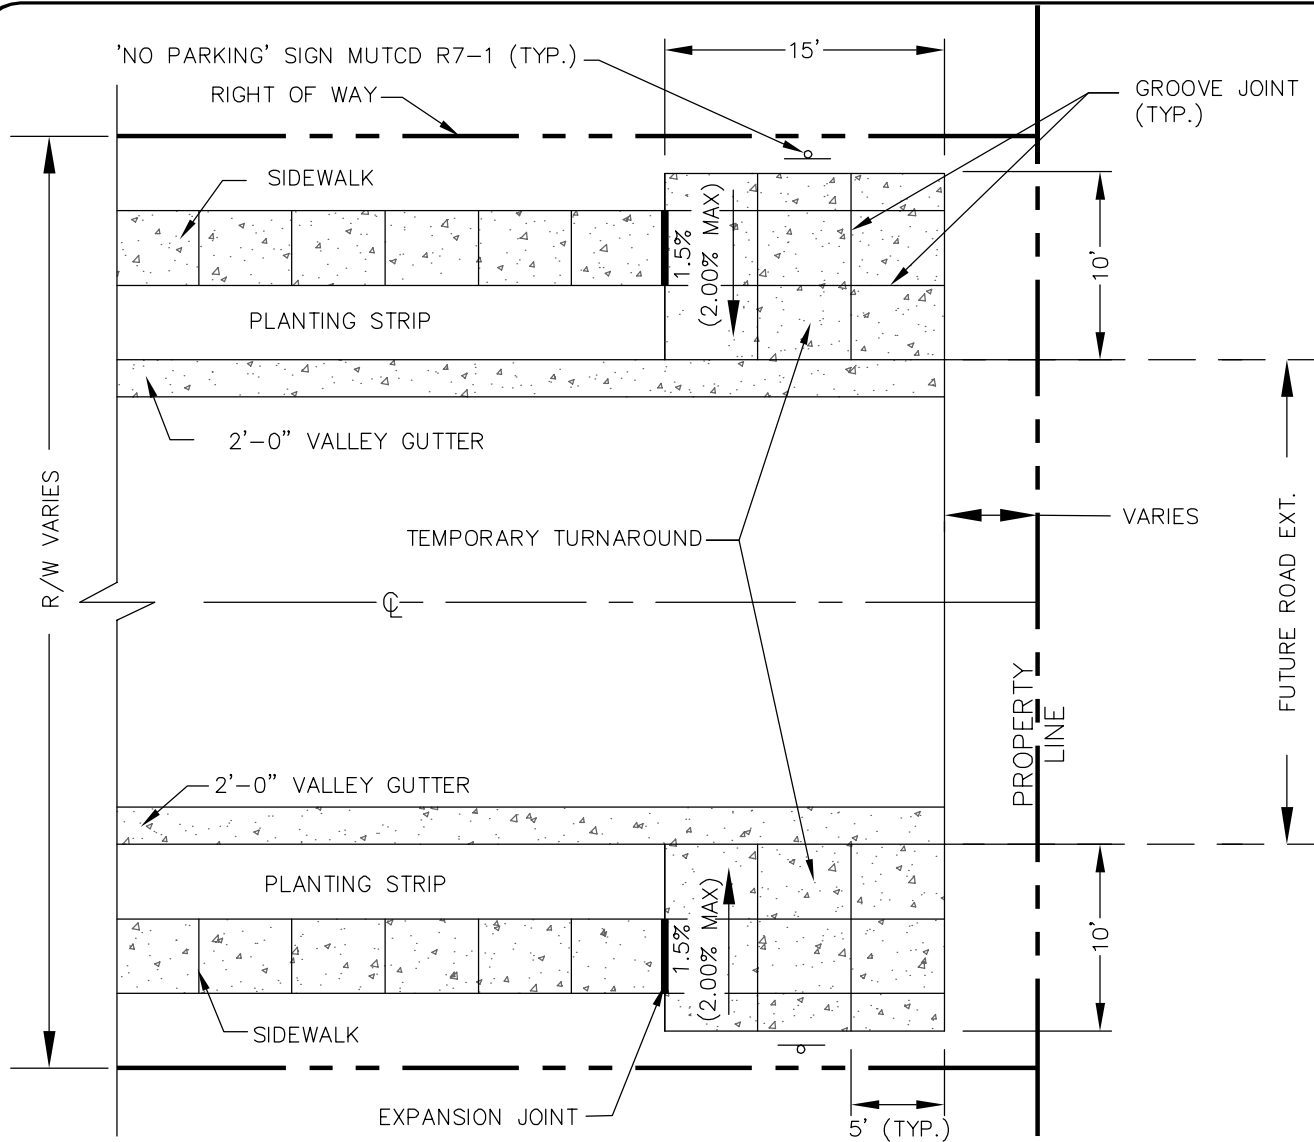 'NO PARKING' SIGN MUTCD R7-1 (TYP.)
15'
RIGHT OF WAY
GROOVE JOINT
(TYP.)
SIDEWALK
1.5%
(2.00% MAX)
10'
PLANTING STRIP
2'-0" VALLEY GUTTER
R/W VARIES
TEMPORARY TURNAROUND
VARIES
FUTURE ROAD EXT.
℄
PROPERTY
LINE
2'-0" VALLEY GUTTER
PLANTING STRIP
1.5%
(2.00% MAX)
10'
SIDEWALK
EXPANSION JOINT
5' (TYP.)